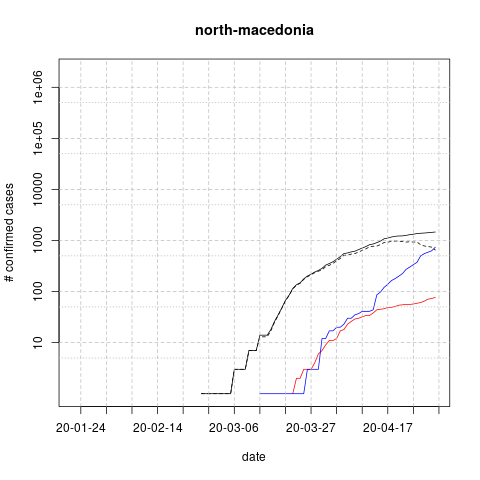 north-macedonia
# confirmed cases
1e+06
1e+05
10000
1000
100
10
20-01-24
20-02-14
20-03-06
20-03-27
20-04-17
date